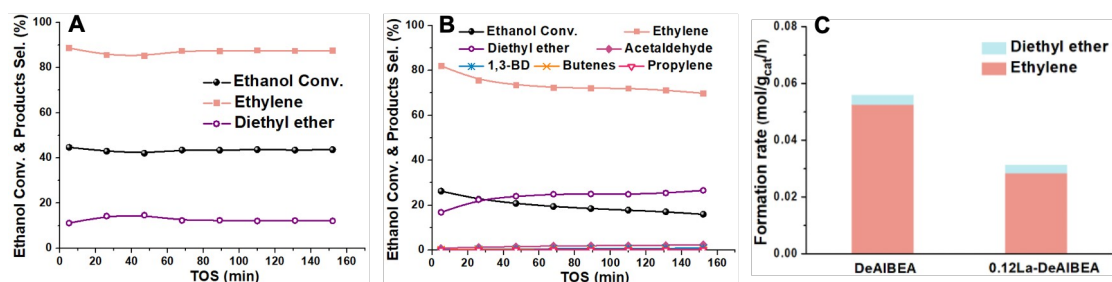 A
Ethanol Conv. & Products Sel. (%)
100
80
60
40
20
0
Ethanol Conv.
Ethylene
Diethyl ether
0 20 40 60 80 100 120 140 160
TOS (min)
B
Ethanol Conv. & Products Sel. (%)
100
80
60
40
20
0
Ethanol Conv. Ethylene
Diethyl ether Acetaldehyde
1,3-BD Butenes Propylene
0 20 40 60 80 100 120 140 160
TOS (min)
C
Formation rate (mol/gcat/h)
0.08
0.06
0.04
0.02
0.00
Diethyl ether
Ethylene
DeAlBEA 0.12La-DeAlBEA